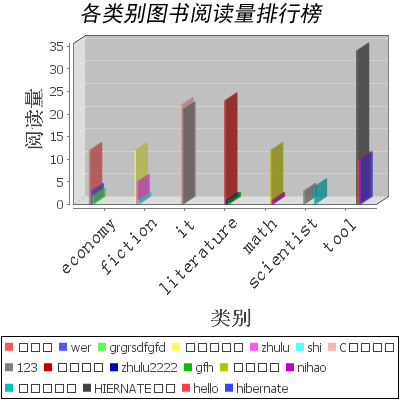 各类别图书阅读量排行榜
阅读量
35
30
25
20
15
10
5
0
economy
fiction
it
literature
math
scientist
tool
类别
□□□ wer grgrsdfgfd □□□□□ zhulu shi C□□□□
123 □□□□ zhulu2222 gfh □□□□ nihao
□□□□□ HIERNATE□□ hello hibernate